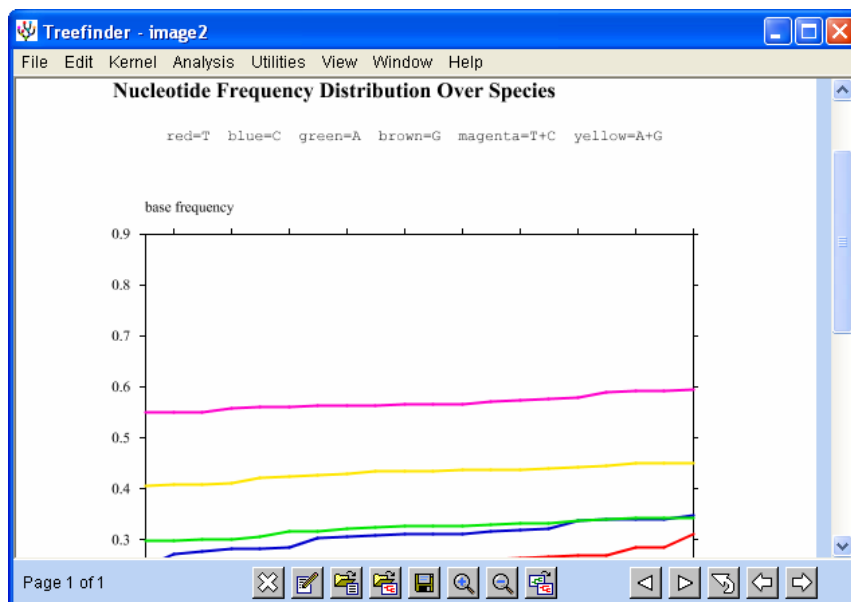 Treefinder - image2
File Edit Kernel Analysis Utilities View Window Help
Nucleotide Frequency Distribution Over Species
red=T blue=C green=A brown=G magenta=T+C yellow=A+G
base frequency
0.9
0.8
0.7
0.6
0.5
0.4
0.3
Page 1 of 1